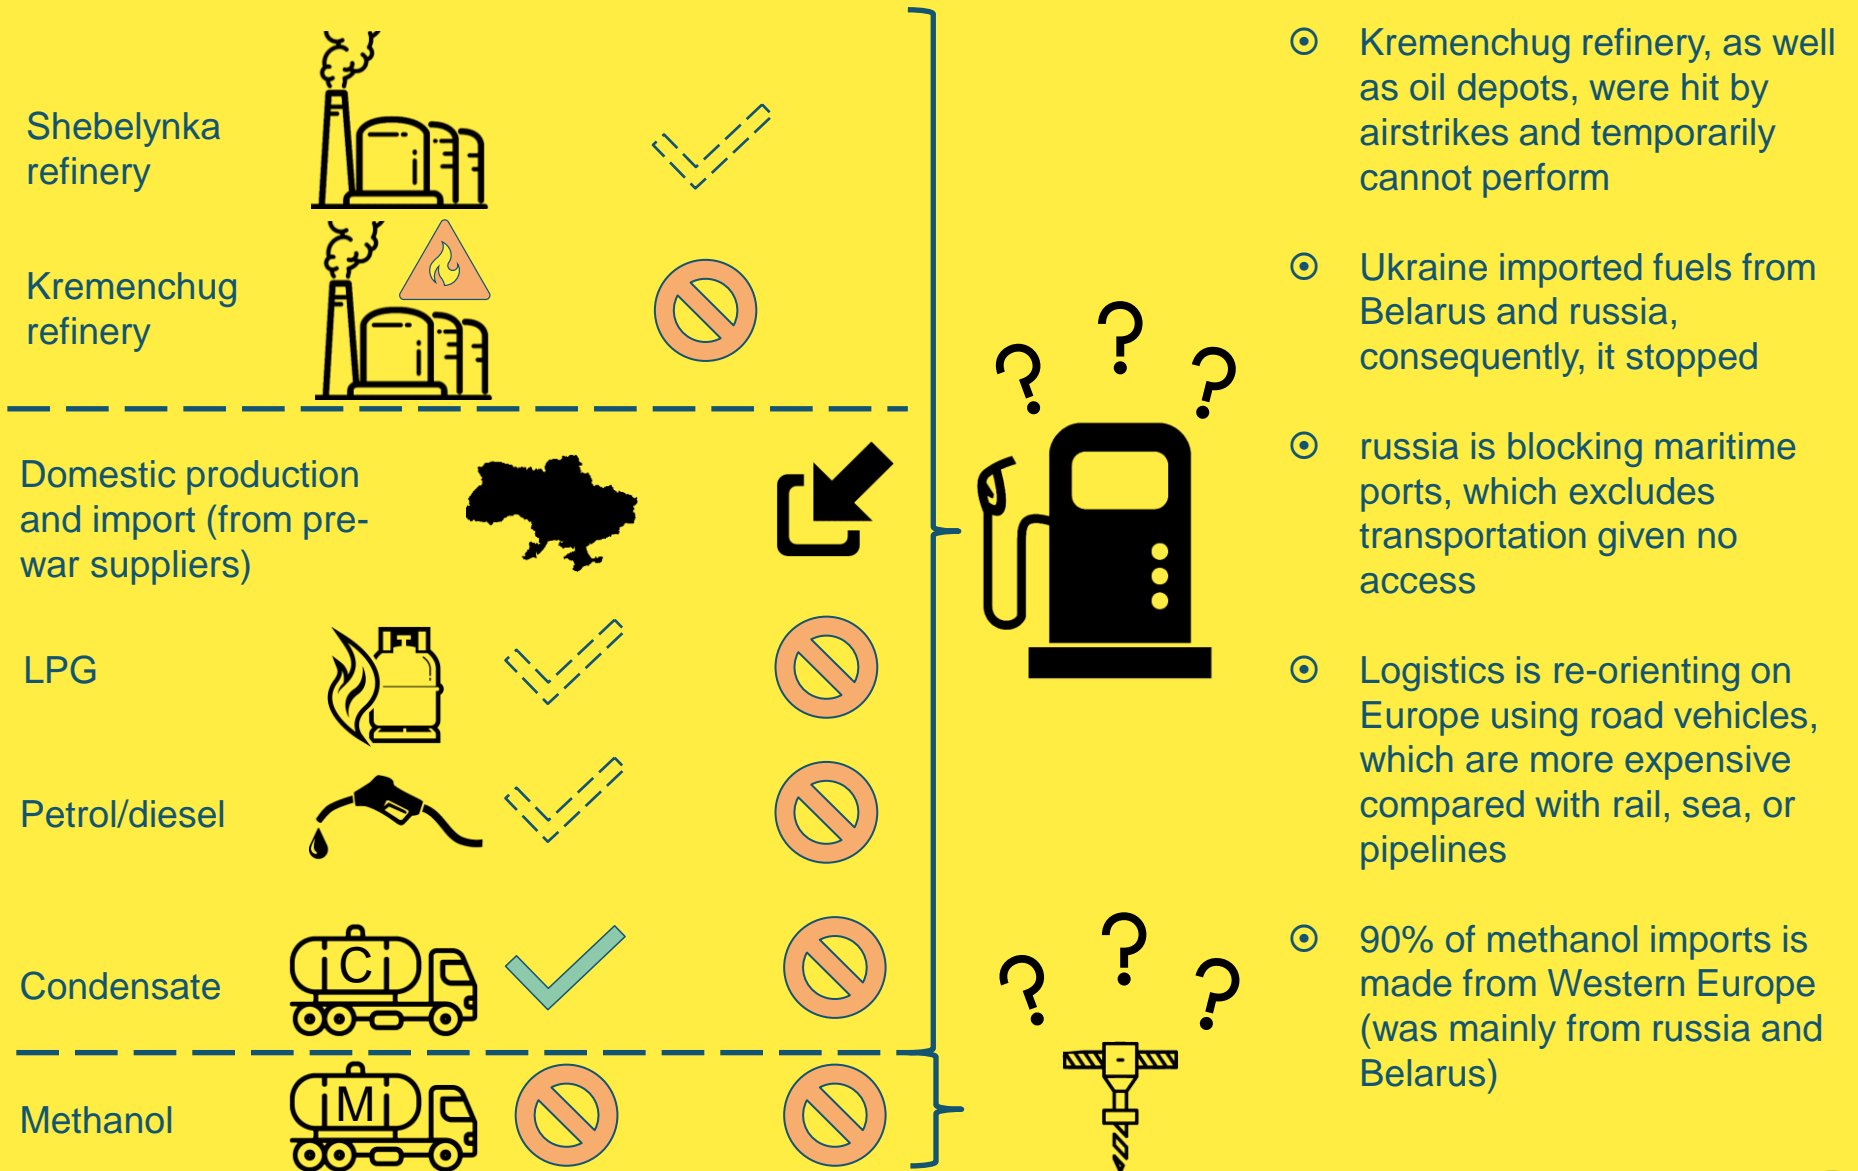 Shebelynka
refinery
Kremenchug
refinery
Domestic production
and import (from pre-
war suppliers)
LPG
Petrol/diesel
C
Condensate
M
Methanol
? ? ?
? ? ?
Kremenchug refinery, as well
as oil depots, were hit by
airstrikes and temporarily
cannot perform
Ukraine imported fuels from
Belarus and russia,
consequently, it stopped
russia is blocking maritime
ports, which excludes
transportation given no
access
Logistics is re-orienting on
Europe using road vehicles,
which are more expensive
compared with rail, sea, or
pipelines
90% of methanol imports is
made from Western Europe
(was mainly from russia and
Belarus)